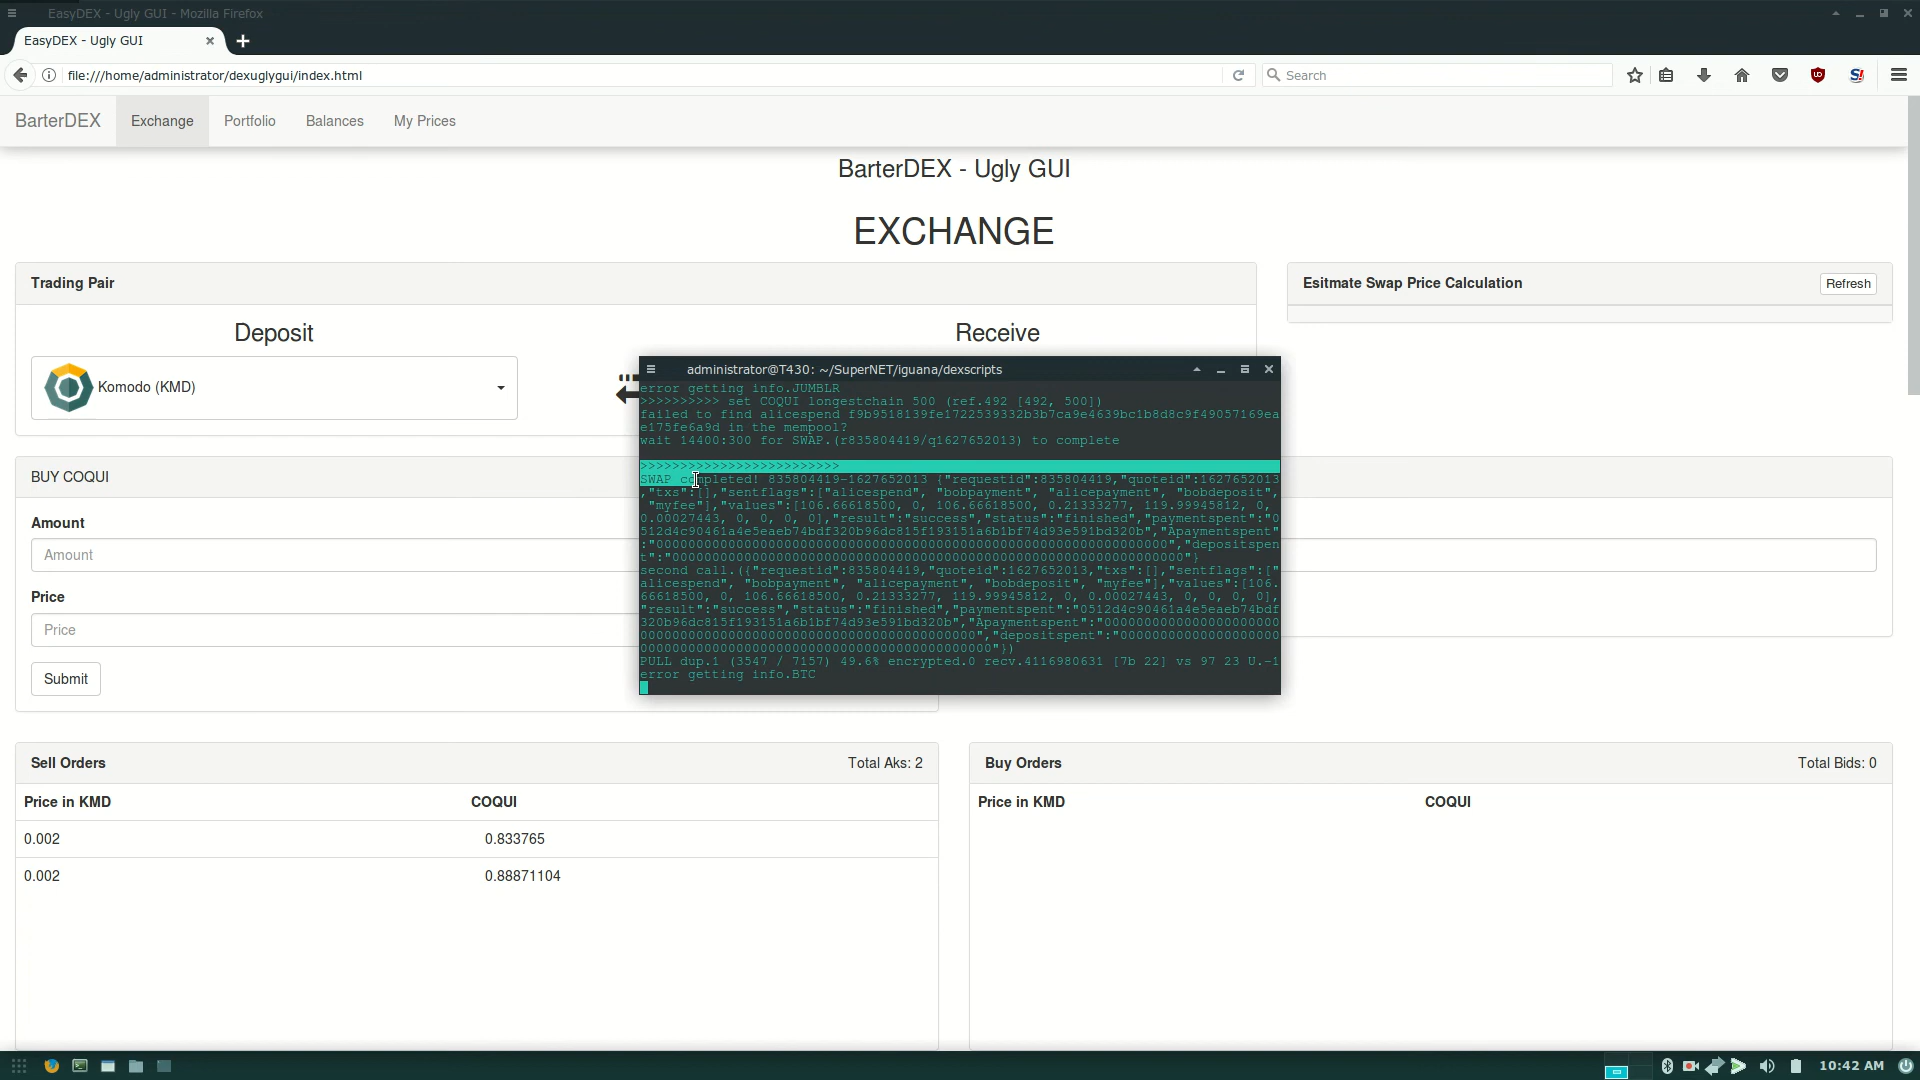 EasyDEX - Ugly GUI - Mozilla Firefox
EasyDEX - Ugly GUI
file:///home/administrator/dexuglygui/index.html
Search
BarterDEX
Exchange
Portfolio
Balances
My Prices
BarterDEX - Ugly GUI
EXCHANGE
Trading Pair
Esitmate Swap Price Calculation
Refresh
Deposit
Receive
Komodo (KMD)
administrator@T430: ~/SuperNET/iguana/dexscripts
error getting info.JUMBLR
>>>>>>>>>> set COQUI longestchain 500 (ref.492 [492, 500])
failed to find alicespend f9b9518139fe1722539332b3b7ca9e4639bc1b8d8c9f49057169ea
e175fe6a9d in the mempool?
wait 14400:300 for SWAP.(r835804419/q1627652013) to complete
>>>>>>>>>>>>>>>>>>>>>>>>>
SWAP completed! 835804419-1627652013 {"requestid":835804419,"quoteid":1627652013
,"txs":[],"sentflags":["alicespend", "bobpayment", "alicepayment", "bobdeposit",
"myfee"],"values":[106.66618500, 0, 106.66618500, 0.21333277, 119.99945812, 0,
0.00027443, 0, 0, 0, 0],"result":"success","status":"finished","paymentspent":"0
512d4c90461a4e5eaeb74bdf320b96dc815f193151a6b1bf74d93e591bd320b","Apaymentspent"
:"0000000000000000000000000000000000000000000000000000000000000000","depositspen
t":"0000000000000000000000000000000000000000000000000000000000000000"}
second call.({"requestid":835804419,"quoteid":1627652013,"txs":[],"sentflags":["
alicespend", "bobpayment", "alicepayment", "bobdeposit", "myfee"],"values":[106.
66618500, 0, 106.66618500, 0.21333277, 119.99945812, 0, 0.00027443, 0, 0, 0, 0],
"result":"success","status":"finished","paymentspent":"0512d4c90461a4e5eaeb74bdf
320b96dc815f193151a6b1bf74d93e591bd320b","Apaymentspent":"0000000000000000000000
000000000000000000000000000000000000000000","depositspent":"00000000000000000000
00000000000000000000000000000000000000000000"})
PULL dup.1 (3547 / 7157) 49.6% encrypted.0 recv.4116980631 [7b 22] vs 97 23 U.-1
error getting info.BTC
BUY COQUI
Amount
Amount
Price
Price
Submit
Sell Orders
Total Aks: 2
Price in KMD
COQUI
0.002
0.833765
0.002
0.88871104
Buy Orders
Total Bids: 0
Price in KMD
COQUI
10:42 AM